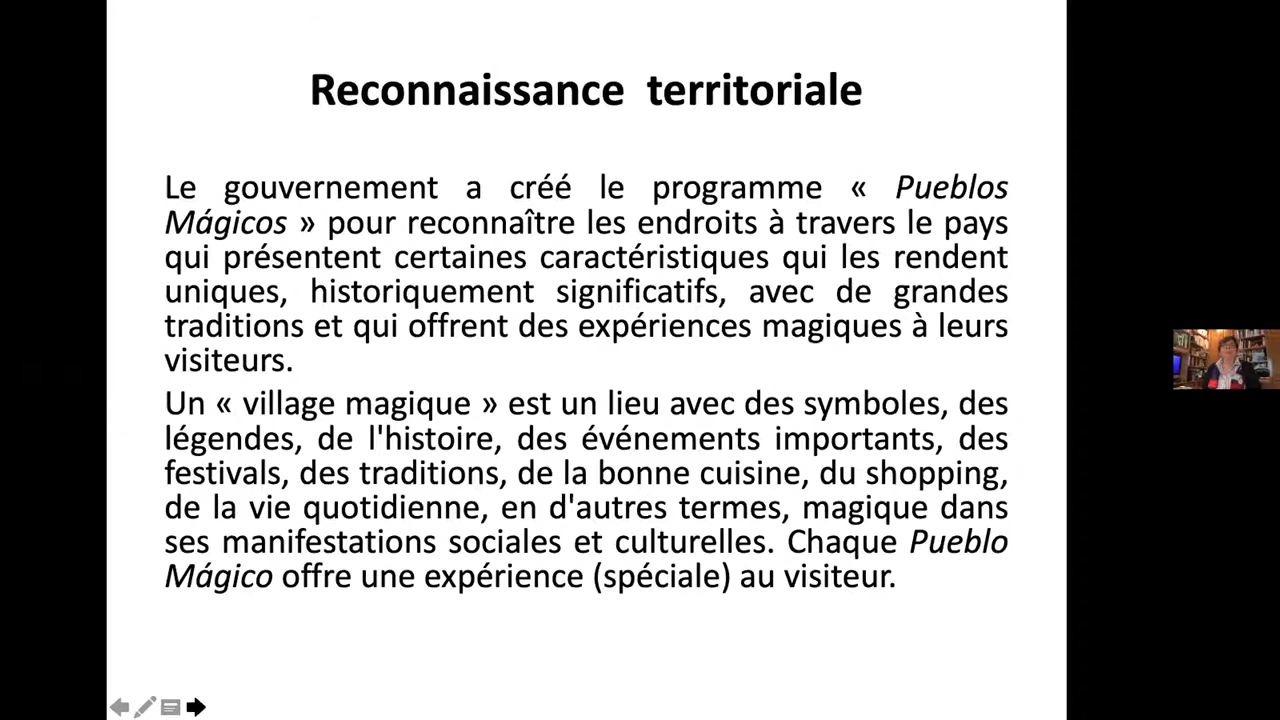 Reconnaissance territoriale
Le gouvernement a créé le programme « Pueblos
Mágicos » pour reconnaître les endroits à travers le pays
qui présentent certaines caractéristiques qui les rendent
uniques, historiquement significatifs, avec de grandes
traditions et qui offrent des expériences magiques à leurs
visiteurs.
Un « village magique » est un lieu avec des symboles, des
légendes, de l'histoire, des événements importants, des
festivals, des traditions, de la bonne cuisine, du shopping,
de la vie quotidienne, en d'autres termes, magique dans
ses manifestations sociales et culturelles. Chaque Pueblo
Mágico offre une expérience (spéciale) au visiteur.